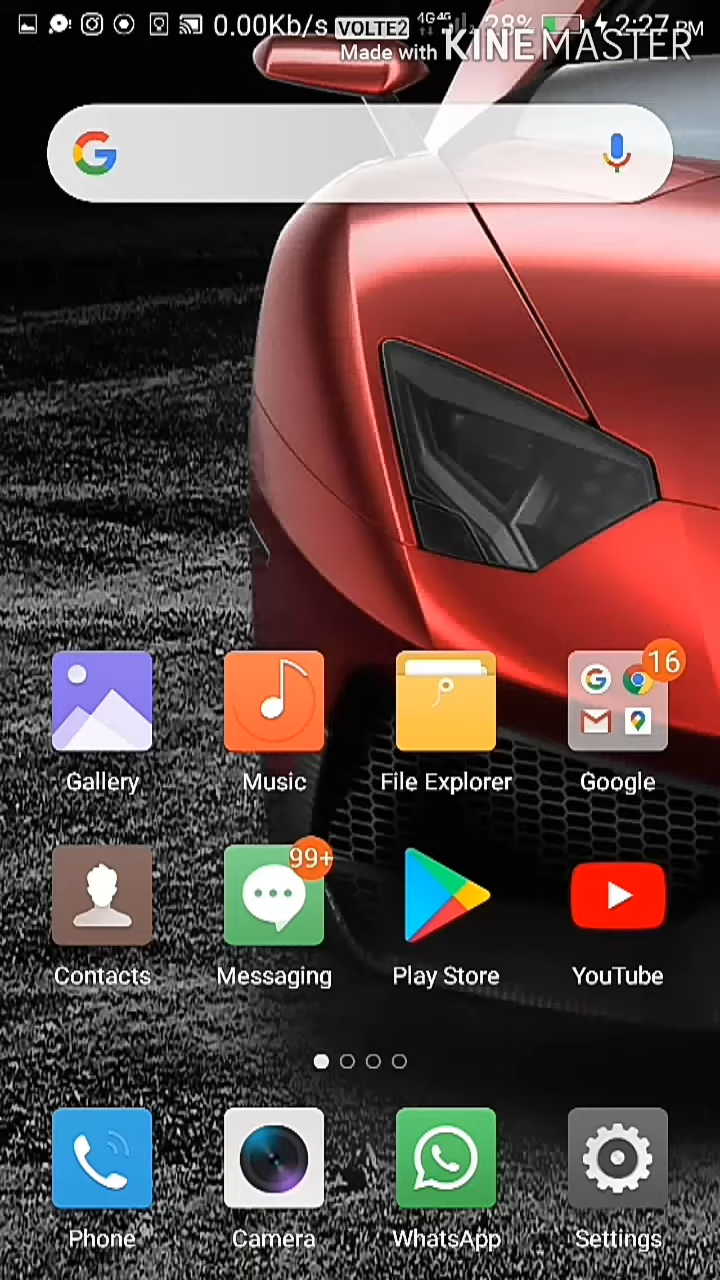 0.00Kb/s VOLTE2 4G 4G 28% 2:27 PM
Made with KINEMASTER
16
Gallery Music File Explorer Google
99+
Contacts Messaging Play Store YouTube
Phone Camera WhatsApp Settings